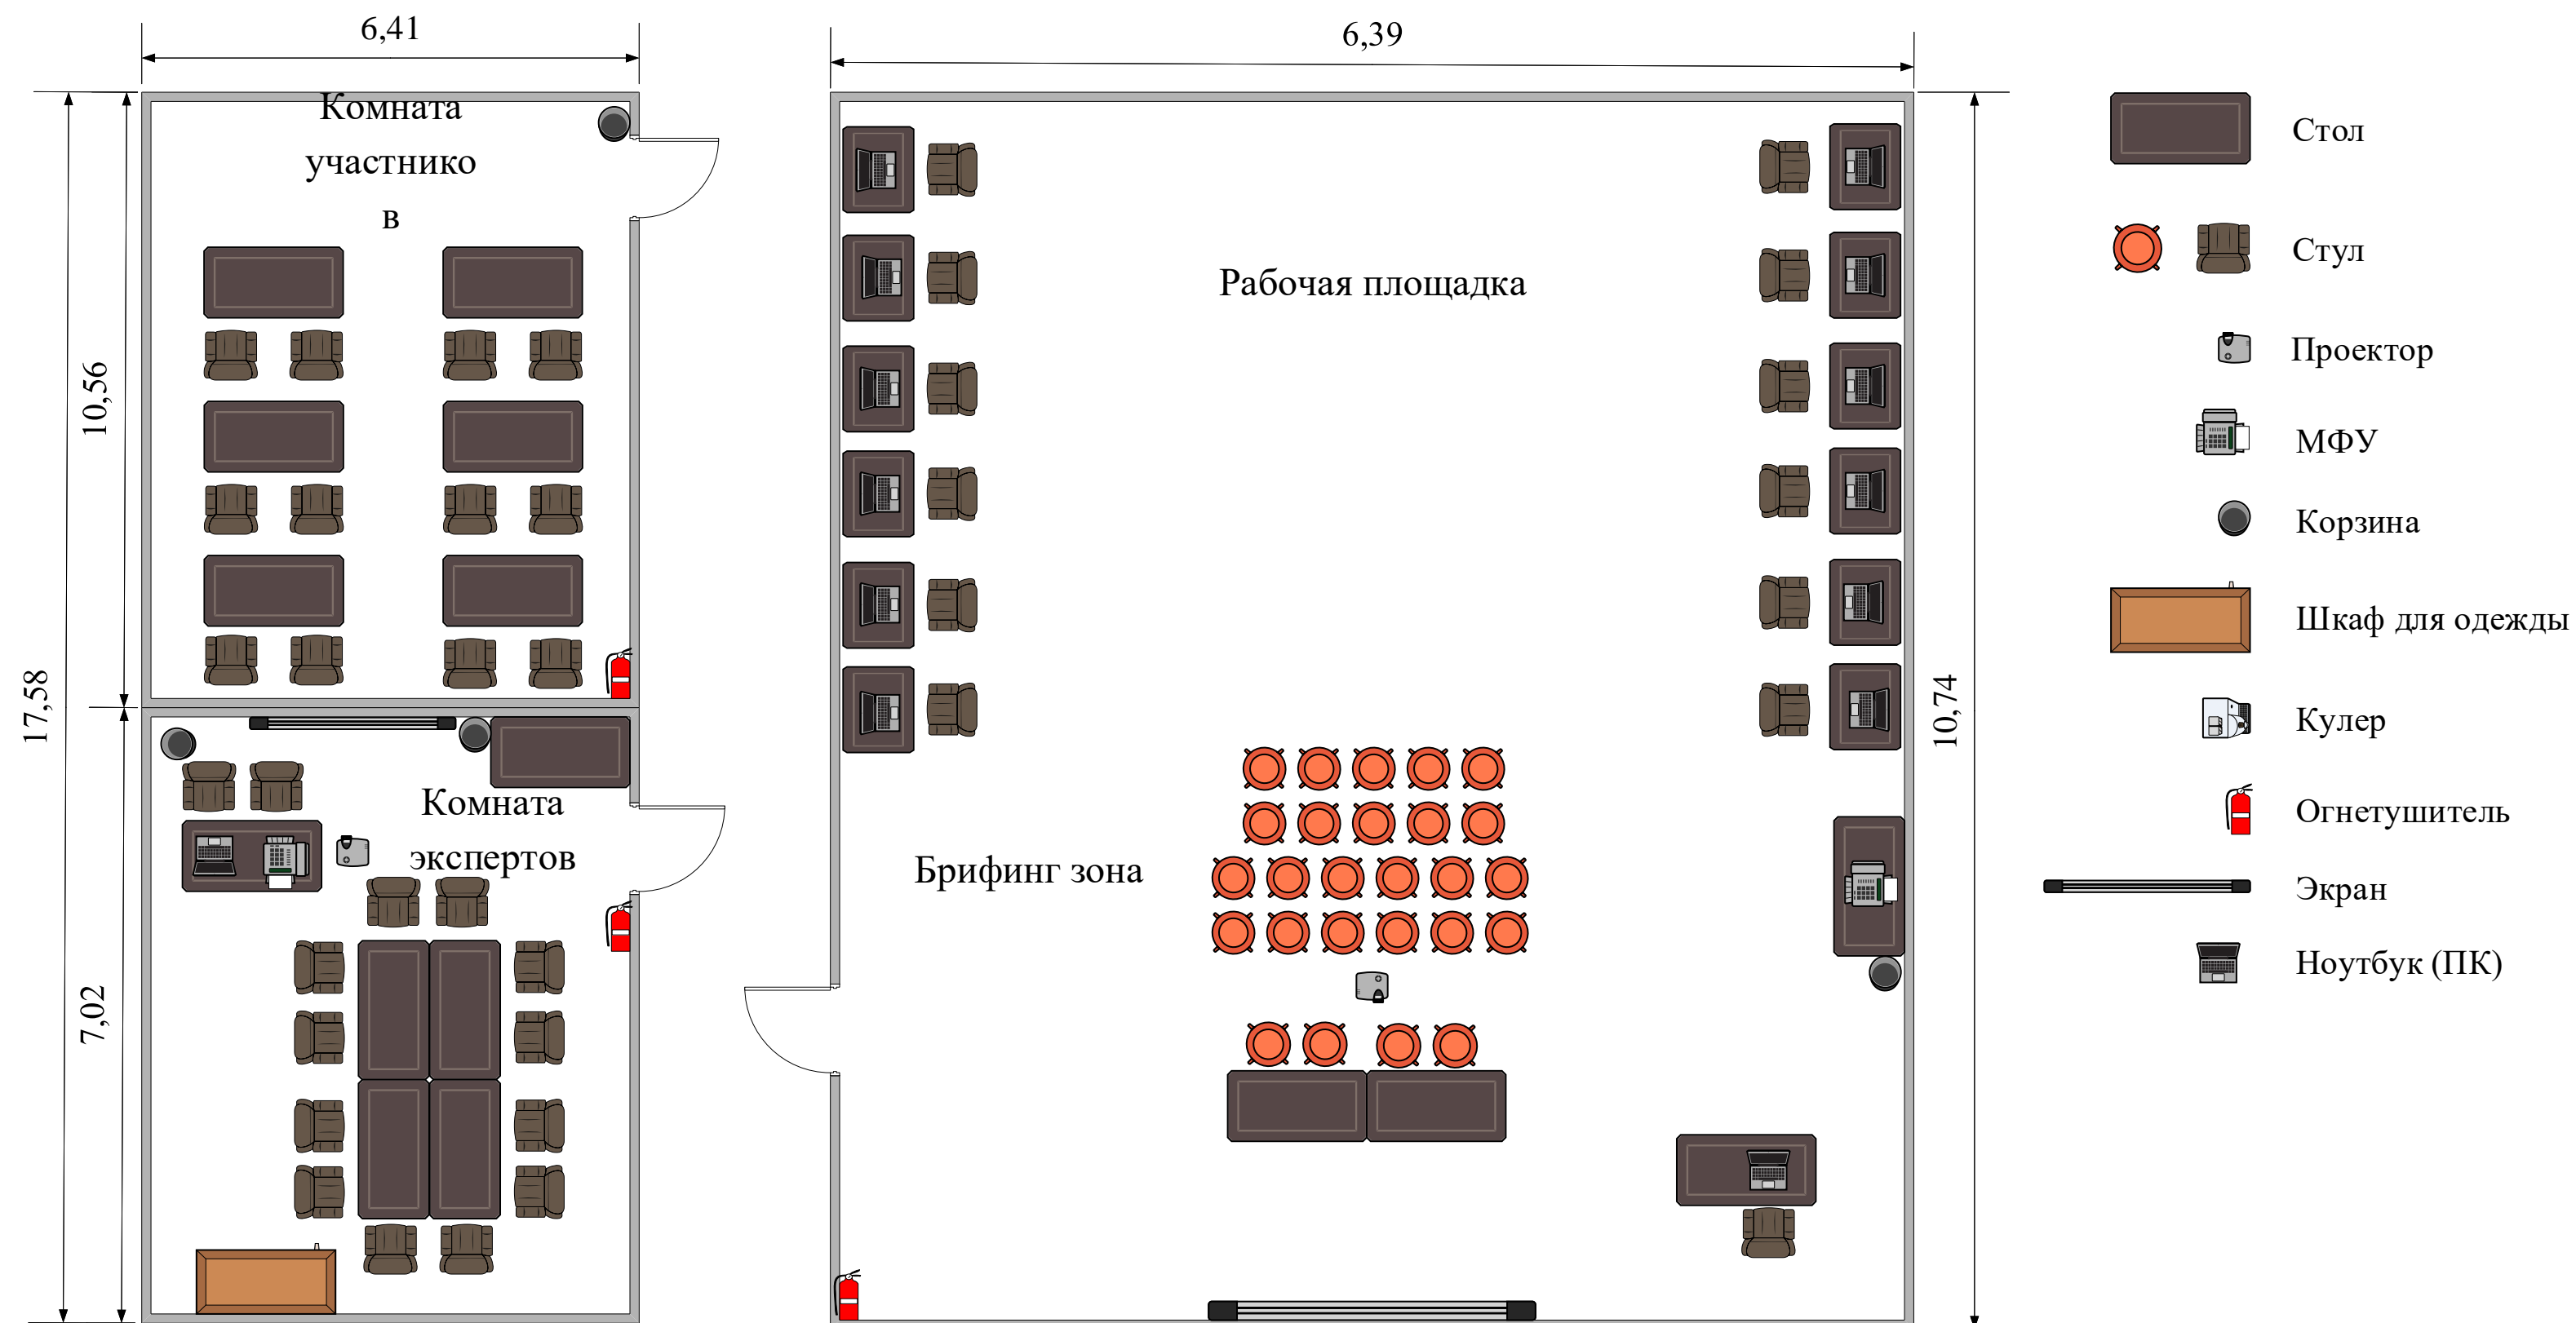 6,41
6,39
Комната
участнико
в
10,56
17,58
7,02
Комната
экспертов
Рабочая площадка
Брифинг зона
10,74
Стол
Стул
Проектор
МФУ
Корзина
Шкаф для одежды
Кулер
Огнетушитель
Экран
Ноутбук (ПК)